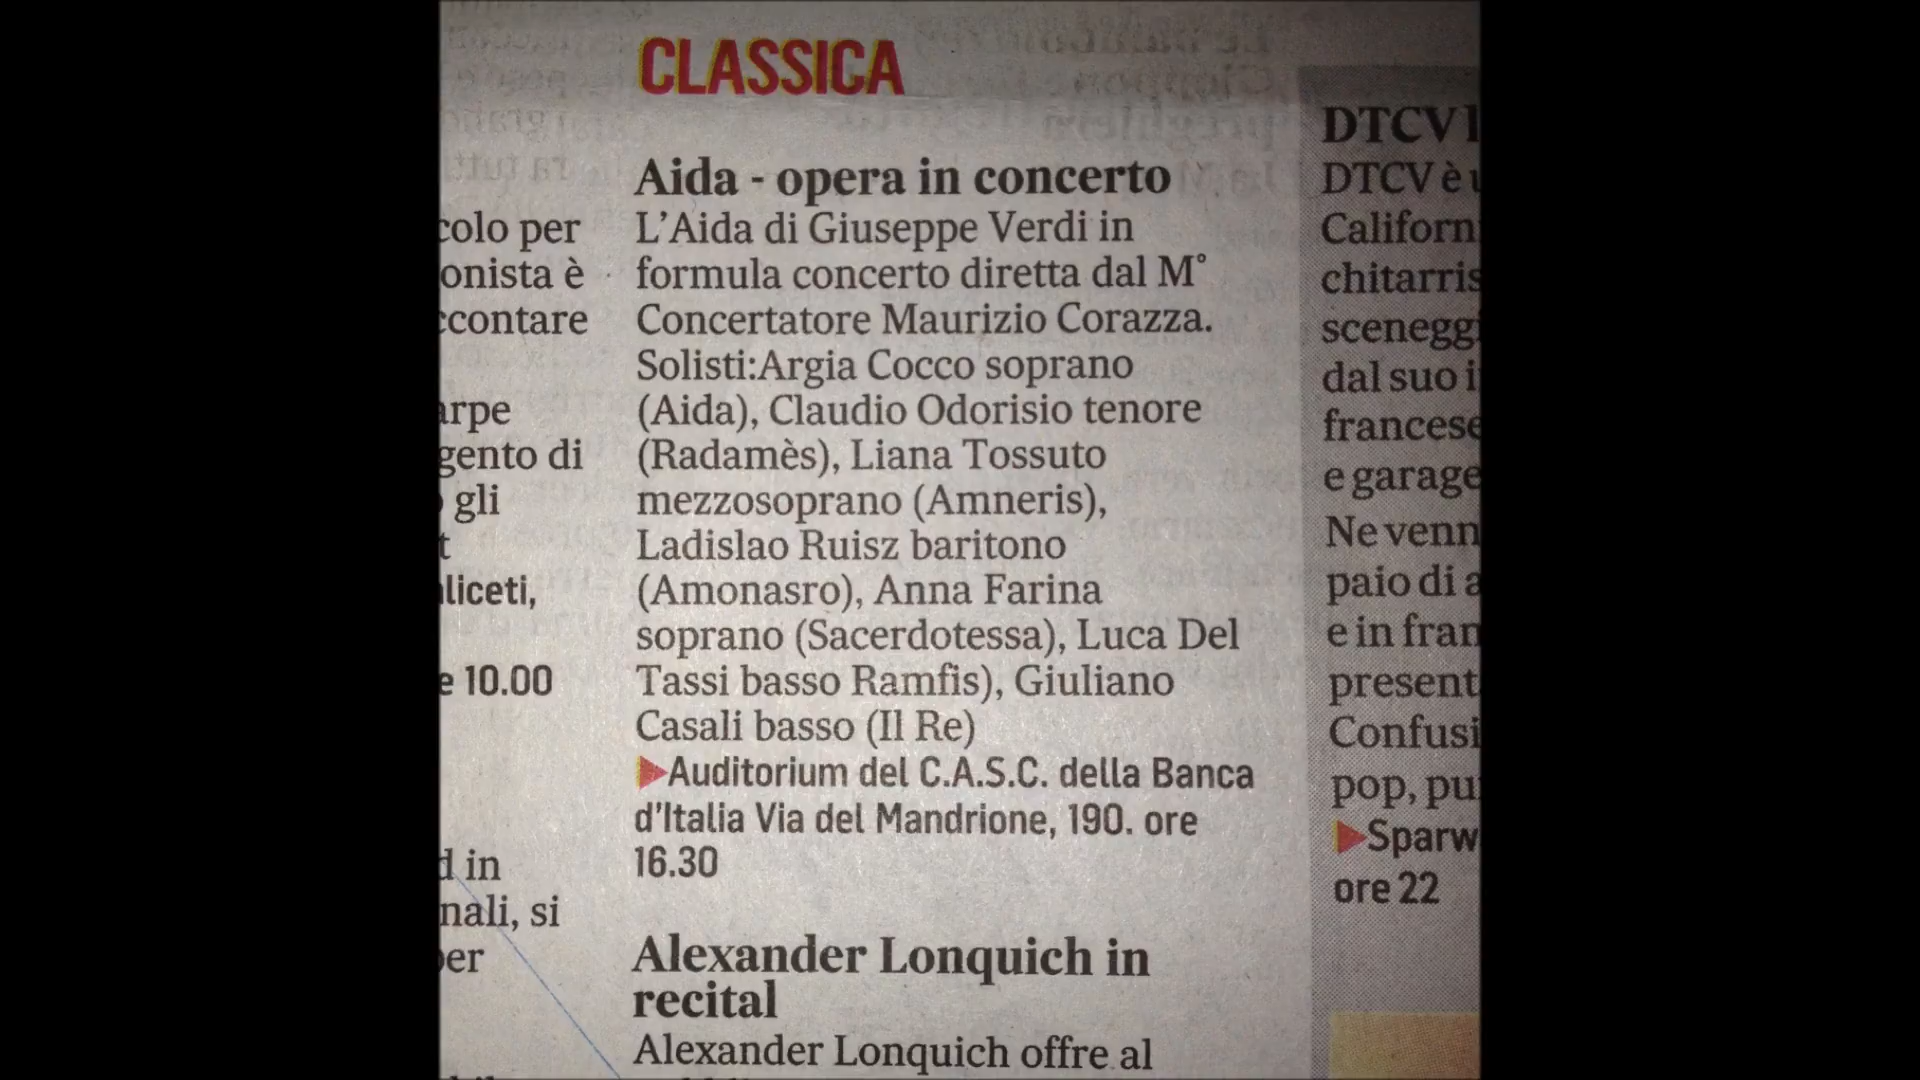 colo per
onista è
contare
arpe
gento di
gli
t
liceti,
e 10.00
d in
nali, si
per
CLASSICA
Aida - opera in concerto
L'Aida di Giuseppe Verdi in
formula concerto diretta dal M°
Concertatore Maurizio Corazza.
Solisti:Argia Cocco soprano
(Aida), Claudio Odorisio tenore
(Radamès), Liana Tossuto
mezzosoprano (Amneris),
Ladislao Ruisz baritono
(Amonasro), Anna Farina
soprano (Sacerdotessa), Luca Del
Tassi basso Ramfis), Giuliano
Casali basso (Il Re)
Auditorium del C.A.S.C. della Banca
d'Italia Via del Mandrione, 190. ore
16.30
Alexander Lonquich in
recital
Alexander Lonquich offre al
DTCV
DTCV è
Californ
chitarris
scenegg
dal suo i
francese
e garage
Ne venn
paio di a
e in fran
present
Confusi
pop, pu
Sparw
ore 22